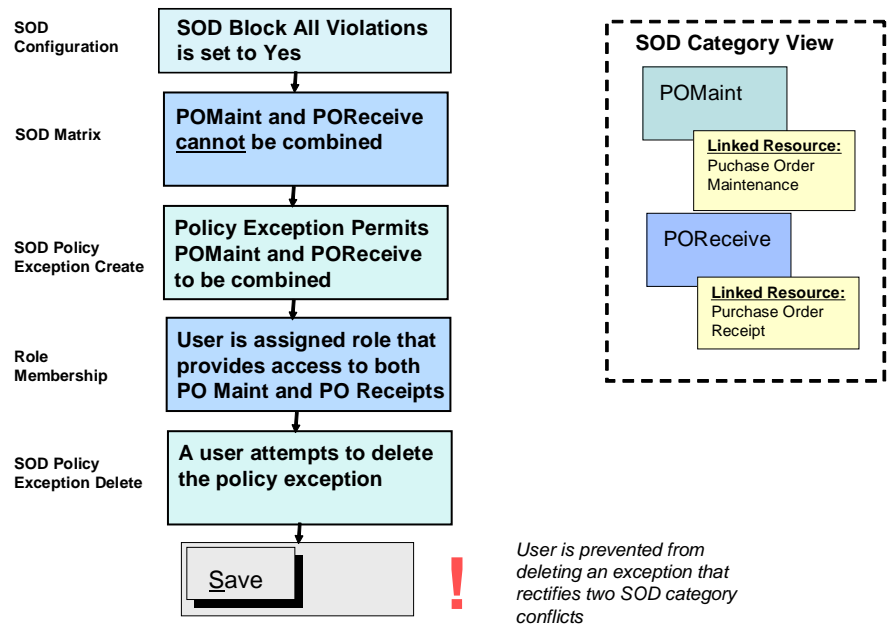 SOD
Configuration
SOD Block All Violations
is set to Yes
SOD Matrix
POMaint and POReceive
cannot be combined
SOD Policy
Exception Create
Policy Exception Permits
POMaint and POReceive
to be combined
Role
Membership
User is assigned role that
provides access to both
PO Maint and PO Receipts
SOD Policy
Exception Delete
A user attempts to delete
the policy exception
Save
!
User is prevented from
deleting an exception that
rectifies two SOD category
conflicts
SOD Category View
POMaint
Linked Resource:
Puchase Order
Maintenance
POReceive
Linked Resource:
Purchase Order
Receipt